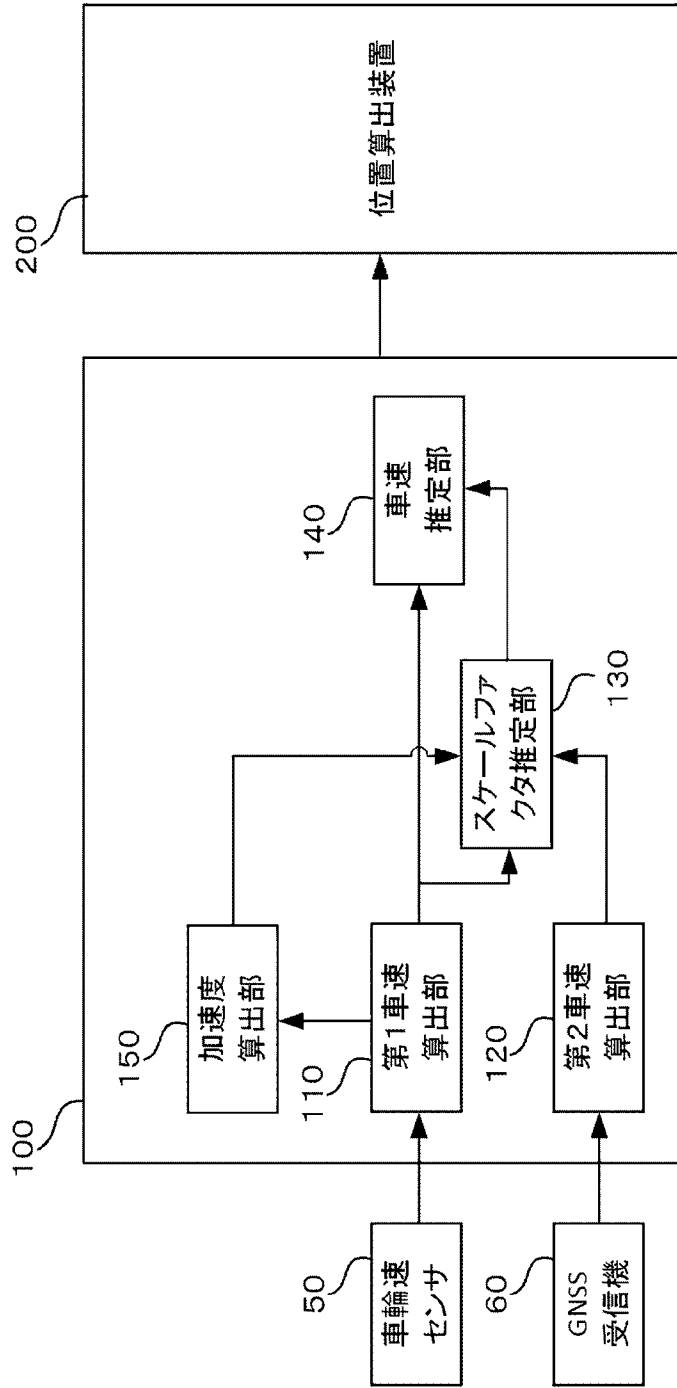 100
200
150
加速度
算出部
140
車速
推定部
50
車輪速
センサ
110
第1車速
算出部
130
スケールファ
クタ推定部
60
GNSS
受信機
120
第2車速
算出部
位置算出装置